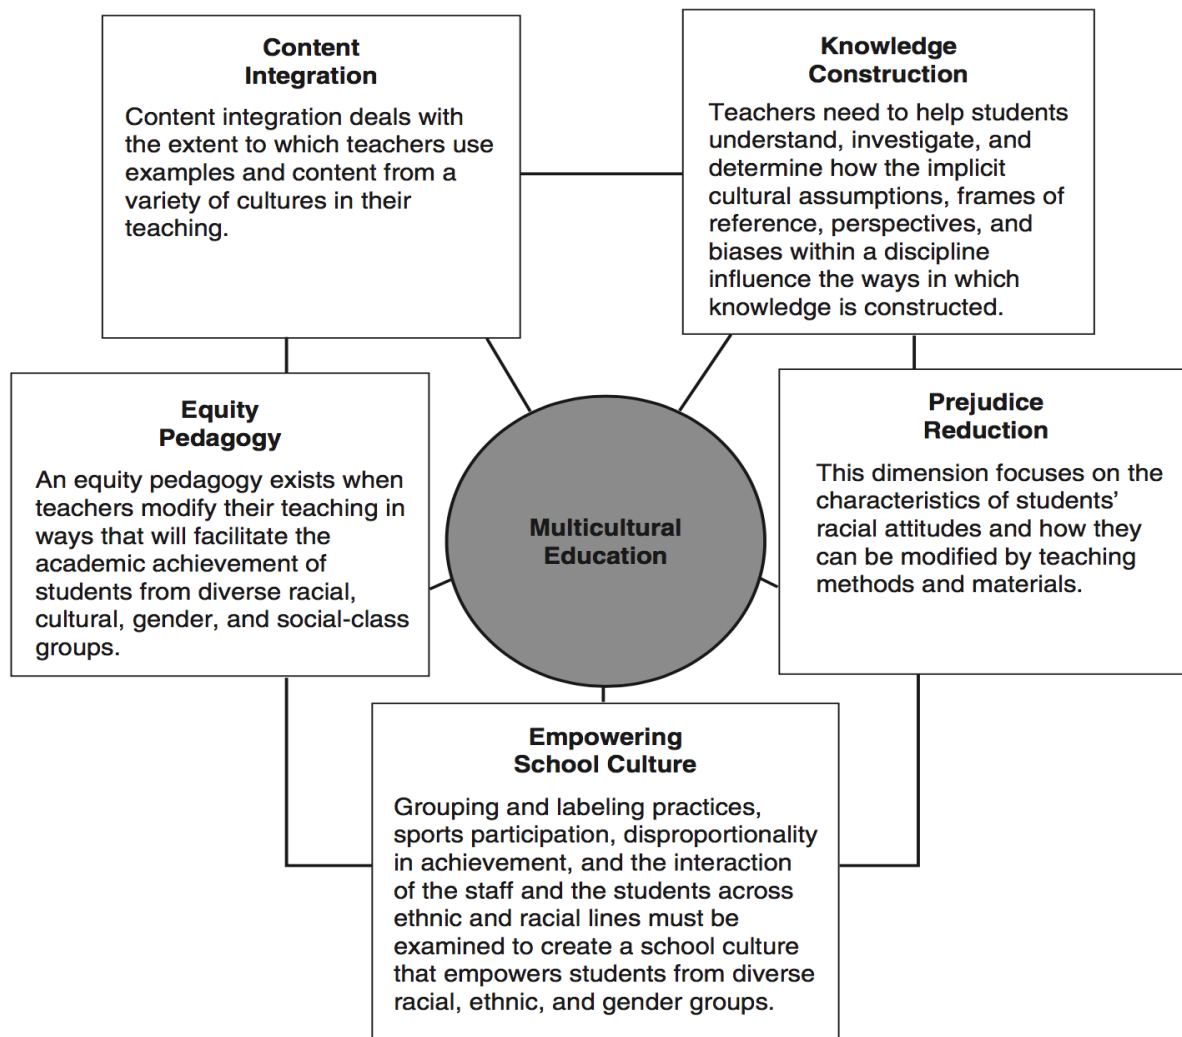 Content
Integration
Content integration deals with
the extent to which teachers use
examples and content from a
variety of cultures in their
teaching.
Knowledge
Construction
Teachers need to help students
understand, investigate, and
determine how the implicit
cultural assumptions, frames of
reference, perspectives, and
biases within a discipline
influence the ways in which
knowledge is constructed.
Equity
Pedagogy
An equity pedagogy exists when
teachers modify their teaching in
ways that will facilitate the
academic achievement of
students from diverse racial,
cultural, gender, and social-class
groups.
Multicultural
Education
Prejudice
Reduction
This dimension focuses on the
characteristics of students’
racial attitudes and how they
can be modified by teaching
methods and materials.
Empowering
School Culture
Grouping and labeling practices,
sports participation, disproportionality
in achievement, and the interaction
of the staff and the students across
ethnic and racial lines must be
examined to create a school culture
that empowers students from diverse
racial, ethnic, and gender groups.